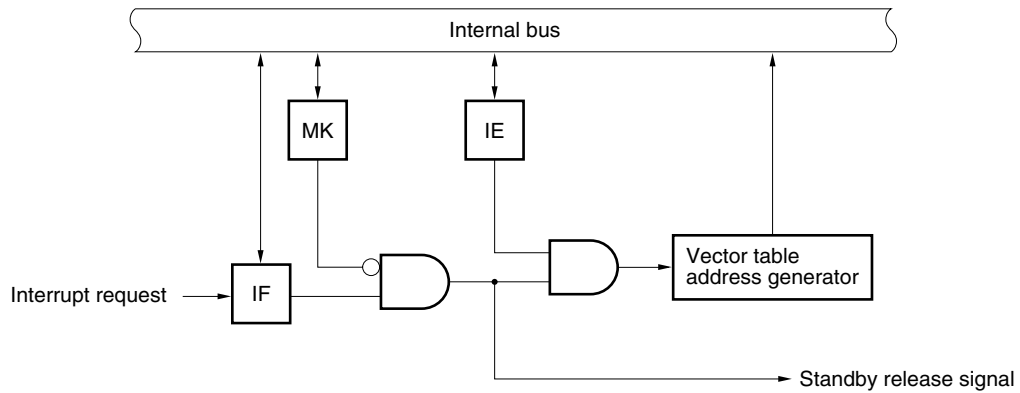 Internal bus
MK
IE
Vector table
address generator
Interrupt request
IF
Standby release signal